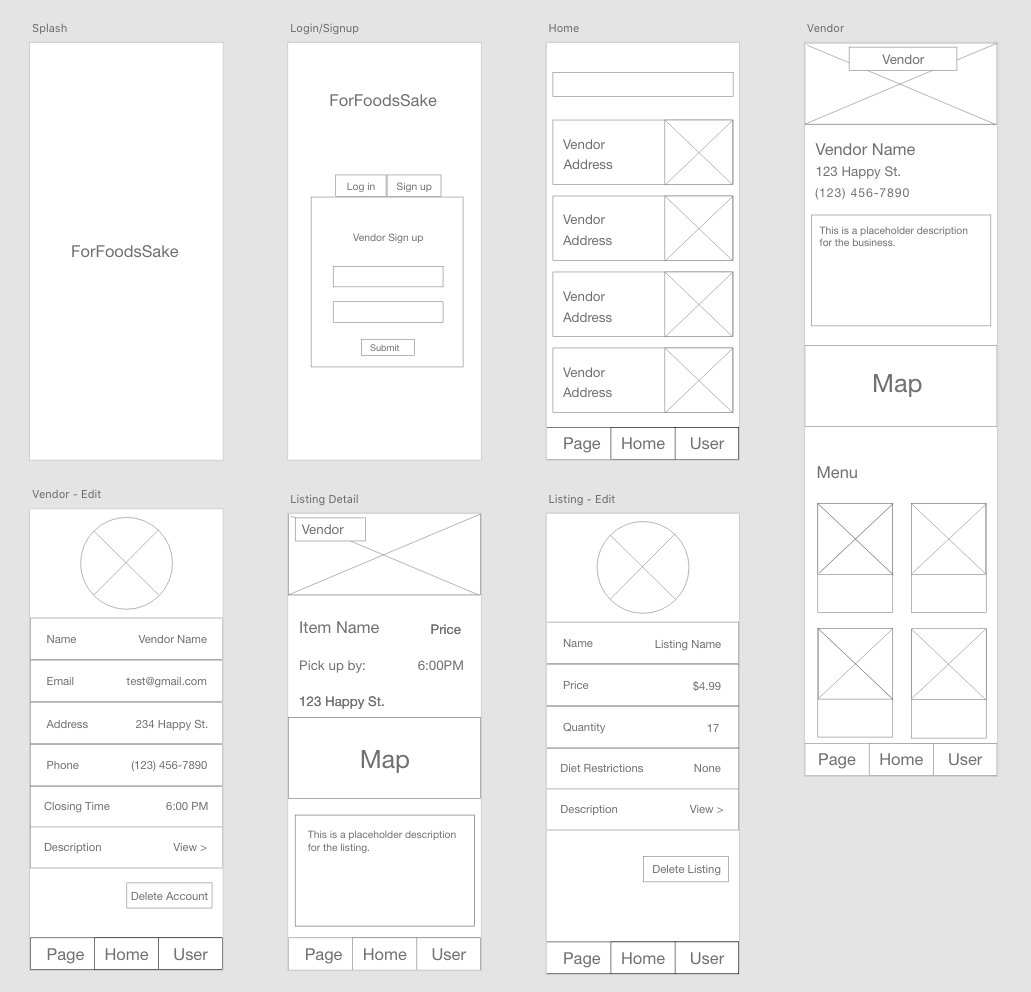 Splash
ForFoodsSake
Login/Signup
ForFoodsSake
Log in
Sign up
Vendor Sign up
Submit
Home
Vendor
Address
Vendor
Address
Vendor
Address
Vendor
Address
Page
Home
User
Vendor
Vendor
Vendor Name
123 Happy St.
(123) 456-7890
This is a placeholder description
for the business.
Map
Menu
Page
Home
User
Vendor - Edit
Name Vendor Name
Email test@gmail.com
Address 234 Happy St.
Phone (123) 456-7890
Closing Time 6:00 PM
Description View >
Delete Account
Page
Home
User
Listing Detail
Vendor
Item Name Price
Pick up by: 6:00PM
123 Happy St.
Map
This is a placeholder description
for the listing.
Page
Home
User
Listing - Edit
Name Listing Name
Price $4.99
Quantity 17
Diet Restrictions None
Description View >
Delete Listing
Page
Home
User